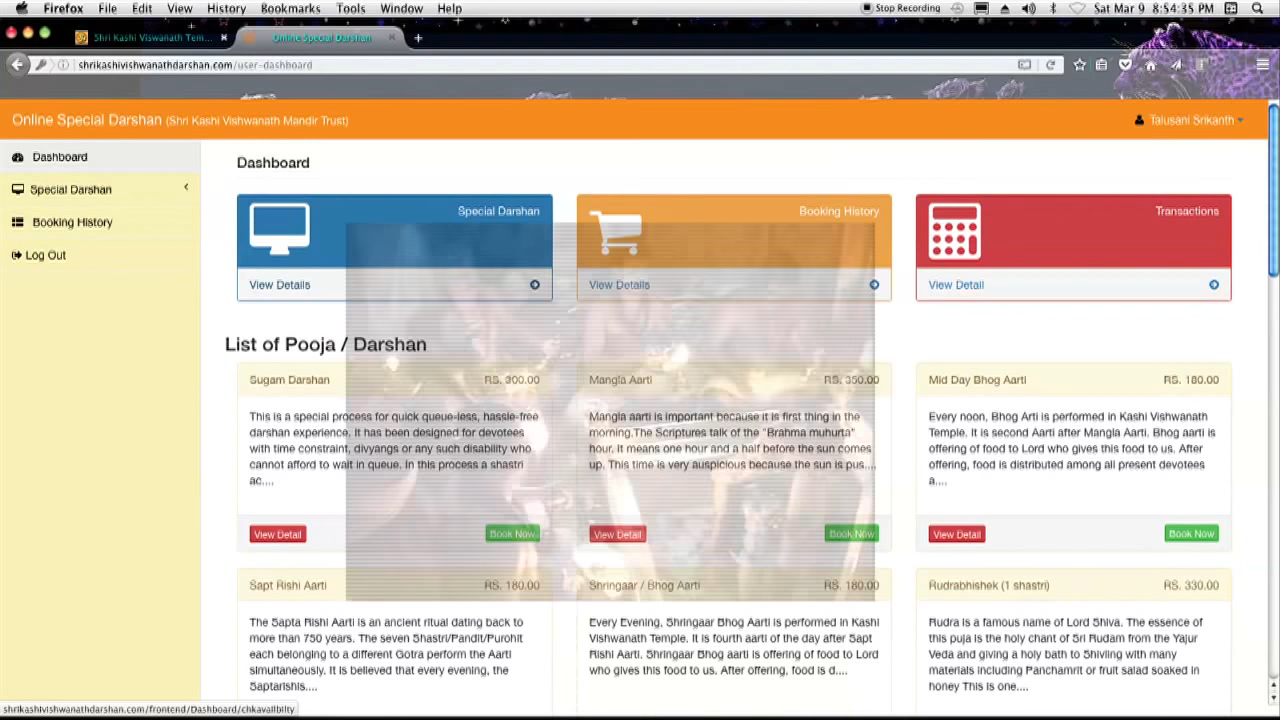 Firefox File Edit View History Bookmarks Tools Window Help Stop Recording Sat Mar 9 8:54:35 PM
Shri Kashi Viswanath Tem... Online Special Darshan
shrikashivishwanathdarshan.com/user-dashboard
Online Special Darshan (Shri Kashi Vishwanath Mandir Trust) Talusani Srikanth
Dashboard
Special Darshan
Booking History
Log Out
Dashboard
Special Darshan
View Details
Booking History
View Details
Transactions
View Detail
List of Pooja / Darshan
Sugam Darshan RS. 300.00
This is a special process for quick queue-less, hassle-free
darshan experience. It has been designed for devotees
with time constraint, divyangs or any such disability who
cannot afford to wait in queue. In this process a shastri
ac....
View Detail Book Now
Mangla Aarti RS. 350.00
Mangla aarti is important because it is first thing in the
morning.The Scriptures talk of the "Brahma muhurta"
hour. It means one hour and a half before the sun comes
up. This time is very auspicious because the sun is pus....
View Detail Book Now
Mid Day Bhog Aarti RS. 180.00
Every noon, Bhog Arti is performed in Kashi Vishwanath
Temple. It is second Aarti after Mangla Aarti. Bhog aarti is
offering of food to Lord who gives this food to us. After
offering, food is distributed among all present devotees
a....
View Detail Book Now
Sapt Rishi Aarti RS. 180.00
The Sapta Rishi Aarti is an ancient ritual dating back to
more than 750 years. The seven Shastri/Pandit/Purohit
each belonging to a different Gotra perform the Aarti
simultaneously. It is believed that every evening, the
Saptarishis....
Shringaar / Bhog Aarti RS. 180.00
Every Evening, Shringaar Bhog Aarti is performed in Kashi
Vishwanath Temple. It is fourth aarti of the day after Sapt
Rishi Aarti. Shringaar Bhog aarti is offering of food to Lord
who gives this food to us. After offering, food is d....
Rudrabhishek (1 shastri) RS. 330.00
Rudra is a famous name of Lord Shiva. The essence of
this puja is the holy chant of Sri Rudam from the Yajur
Veda and giving a holy bath to Shivling with many
materials including Panchamrit or fruit salad soaked in
honey This is one....
shrikashivishwanathdarshan.com/frontend/Dashboard/chkavailbilty